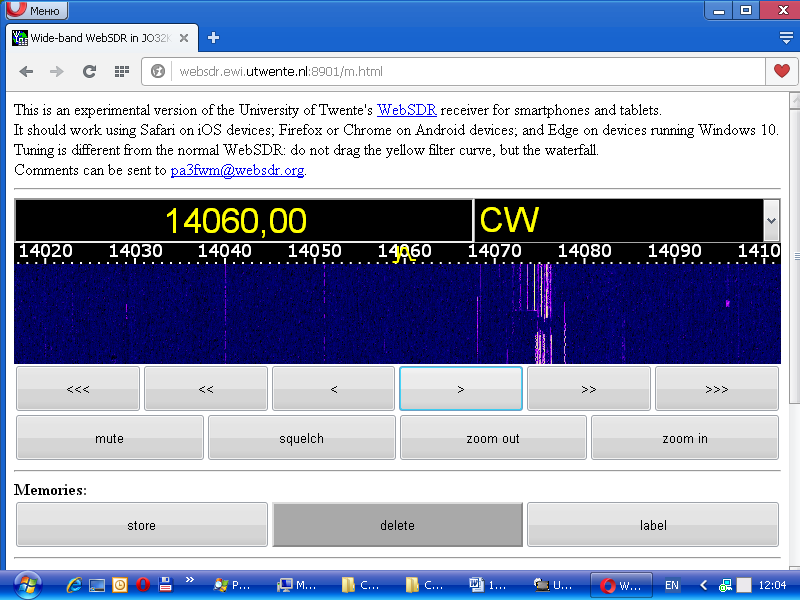 Меню
Wide-band WebSDR in JO32K
websdr.ewi.utwente.nl:8901/m.html
This is an experimental version of the University of Twente's WebSDR receiver for smartphones and tablets.
It should work using Safari on iOS devices; Firefox or Chrome on Android devices; and Edge on devices running Windows 10.
Tuning is different from the normal WebSDR: do not drag the yellow filter curve, but the waterfall.
Comments can be sent to pa3fwm@websdr.org.
14060,00 CW
14020 14030 14040 14050 14060 14070 14080 14090 1410
<<< << < > >> >>>
mute squelch zoom out zoom in
Memories:
store delete label
P... M... C... C... 1... U... W... EN 12:04